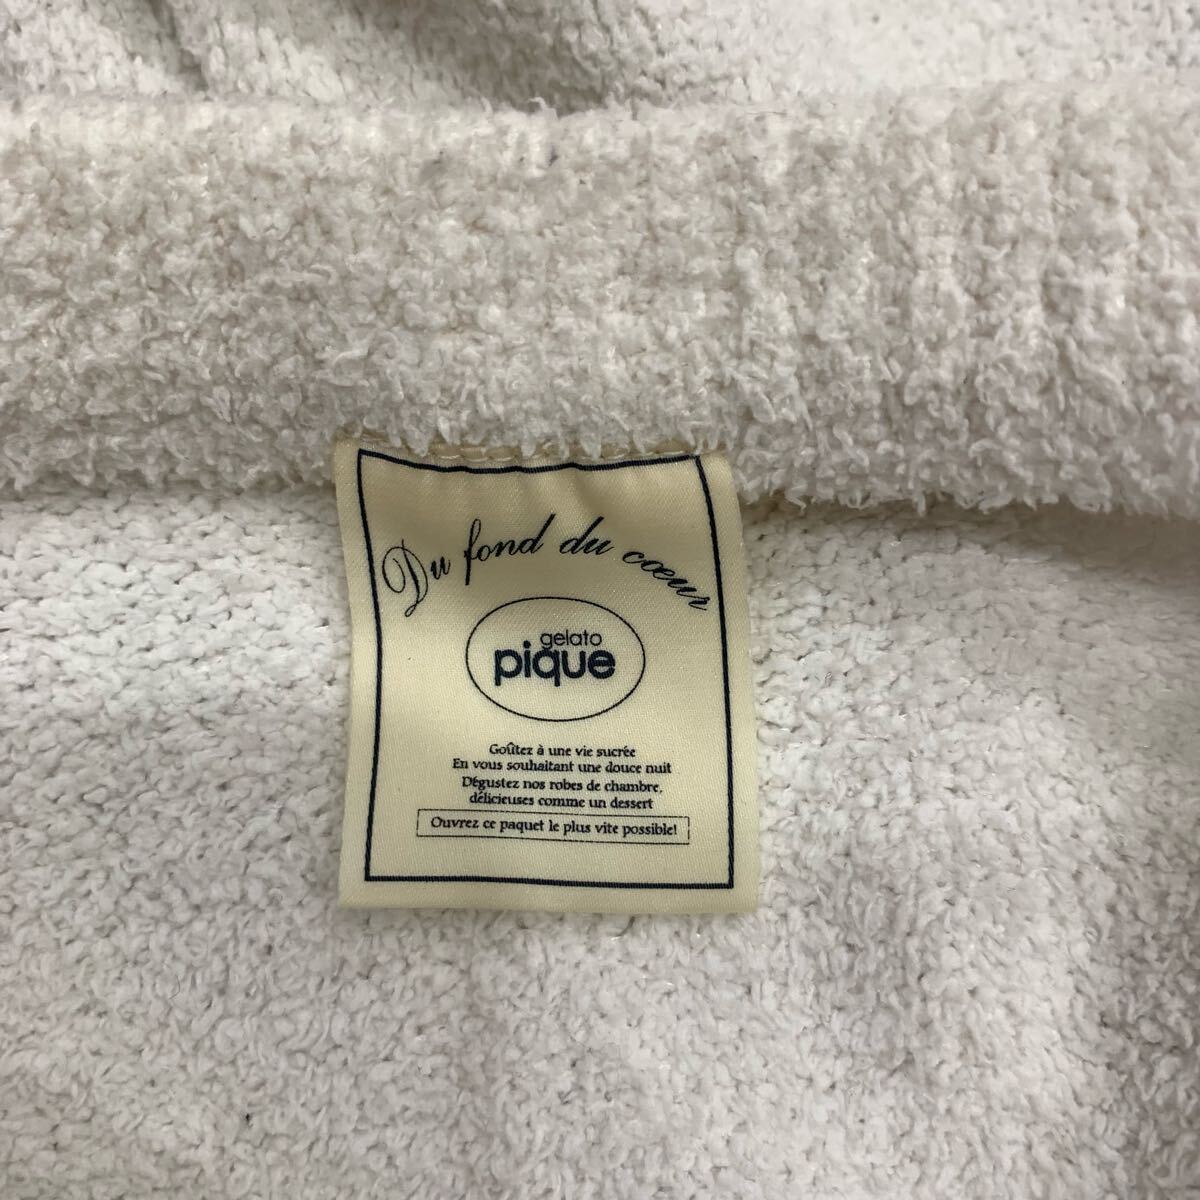 Du fond du cœur
gelato
pique
Goûtez à une vie sucrée
En vous souhaitant une douce nuit
Dégustez nos robes de chambre,
délicieuses comme un dessert
Ouvrez ce paquet le plus vite possible!